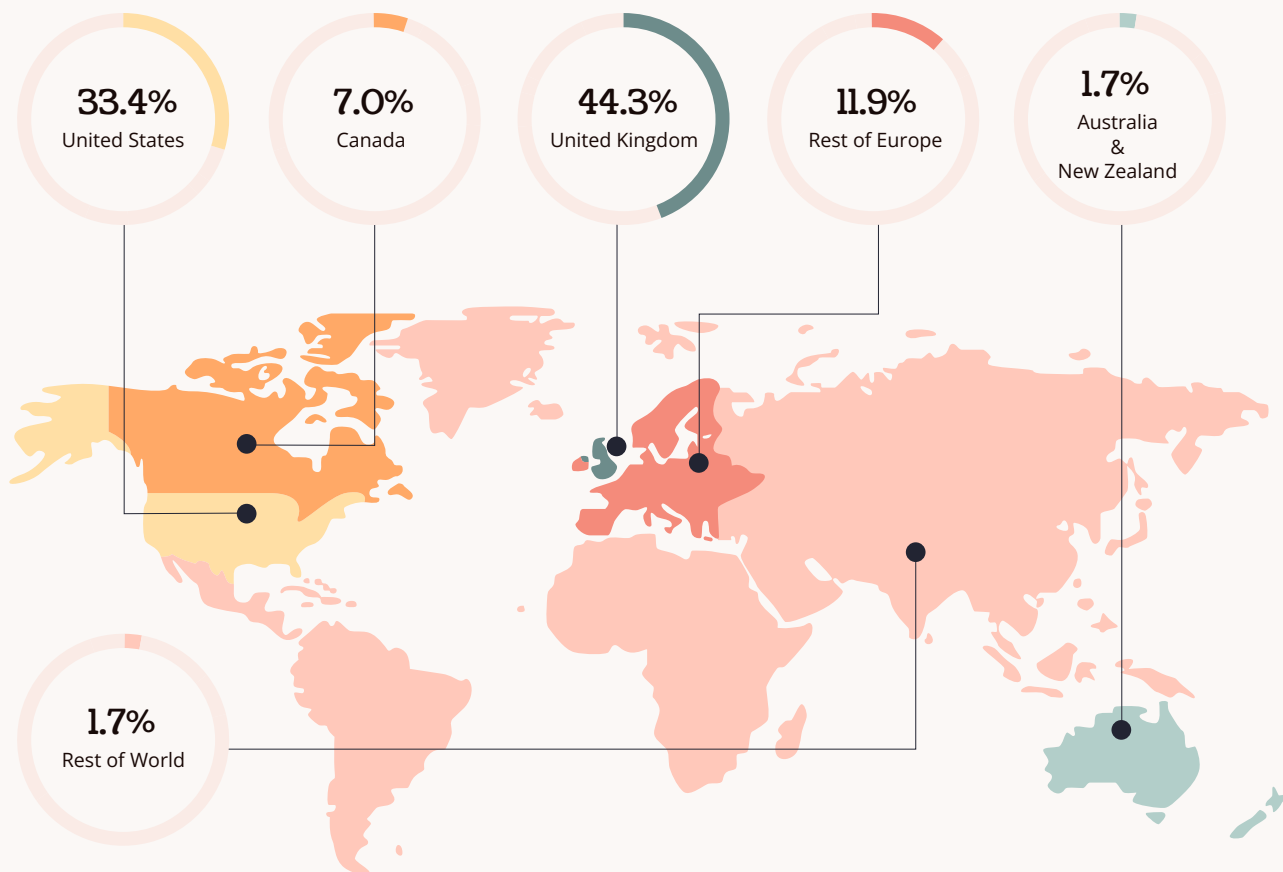 33.4%
United States
7.0%
Canada
44.3%
United Kingdom
11.9%
Rest of Europe
1.7%
Australia
&
New Zealand
1.7%
Rest of World